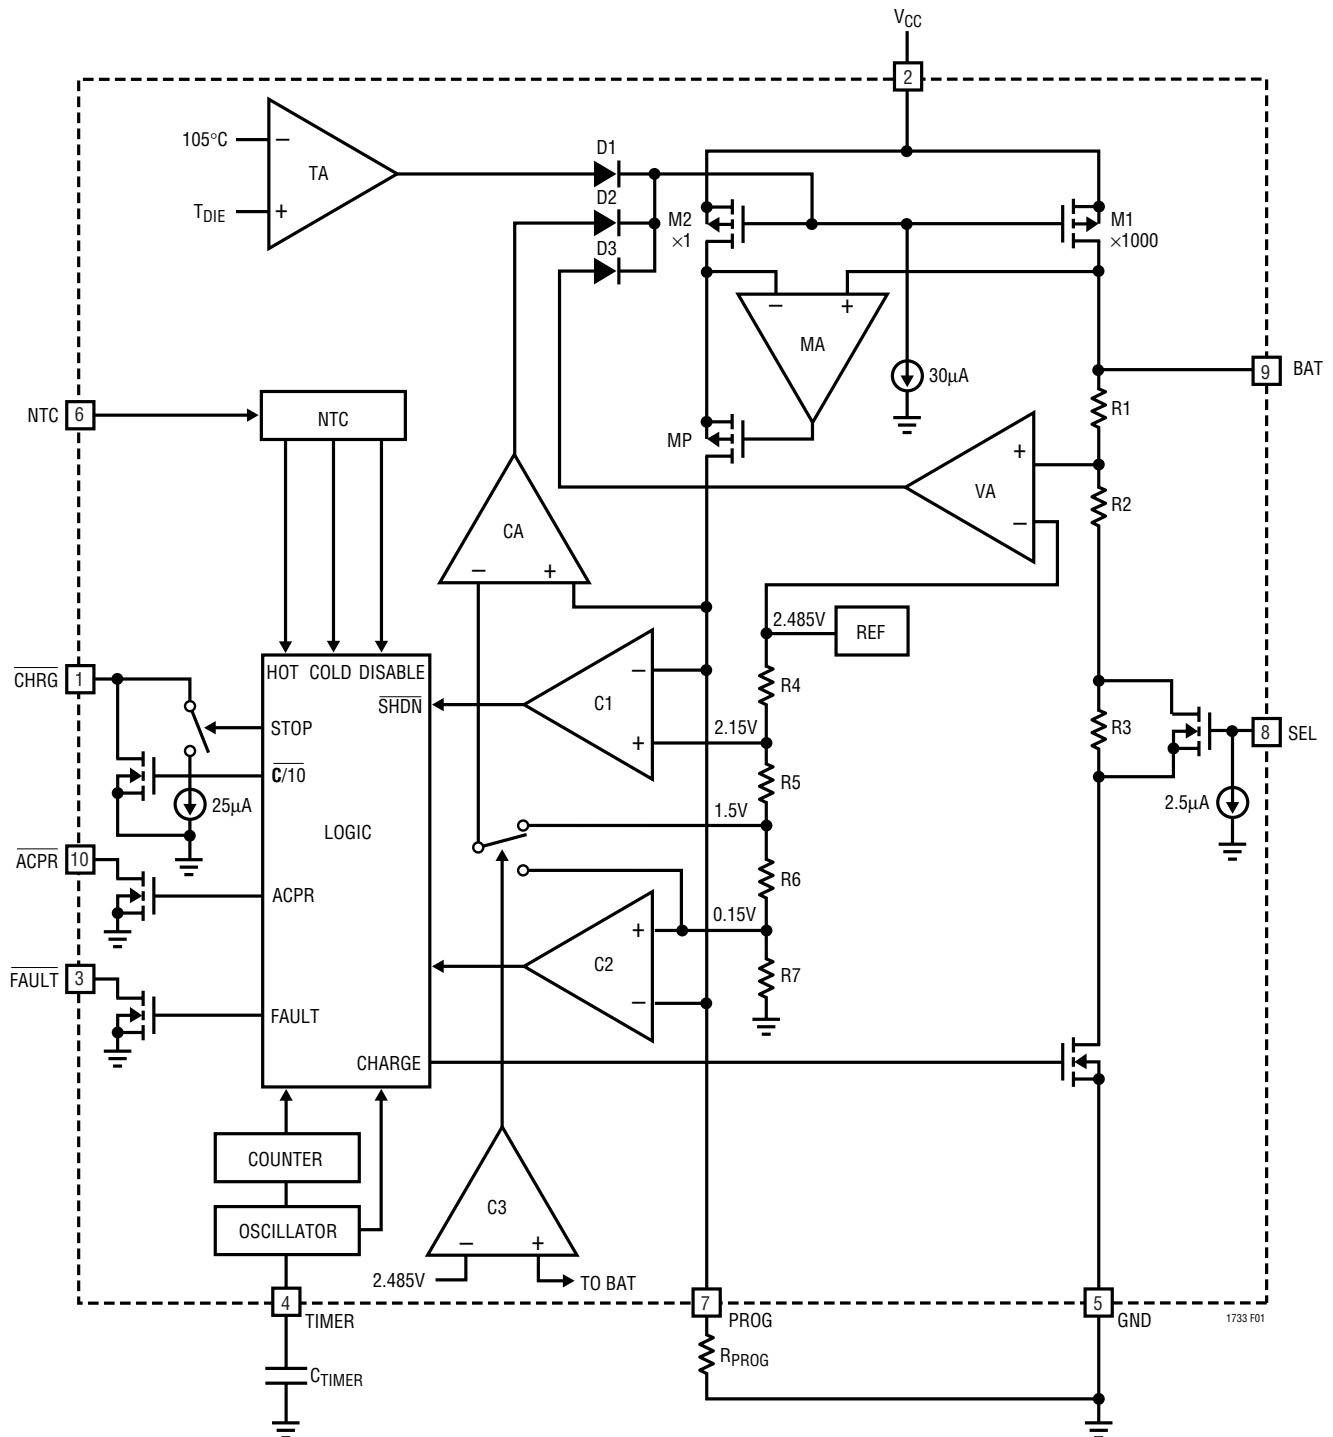 VCC
2
105°C
−
TA
TDIE
+
D1
D2
D3
M2
×1
M1
×1000
−
+
MA
30µA
9
BAT
R1
NTC
6
NTC
MP
+
VA
−
R2
CA
−
+
2.485V
REF
CHRG
1
HOT
COLD
DISABLE
SHDN
C1
−
+
R4
2.15V
R3
8
SEL
STOP
C/10
25µA
LOGIC
R5
1.5V
2.5µA
ACPR
10
ACPR
R6
0.15V
+
C2
−
R7
FAULT
3
FAULT
CHARGE
COUNTER
OSCILLATOR
C3
−
+
2.485V
TO BAT
4
TIMER
7
PROG
5
GND
1733 F01
RPROG
CTIMER